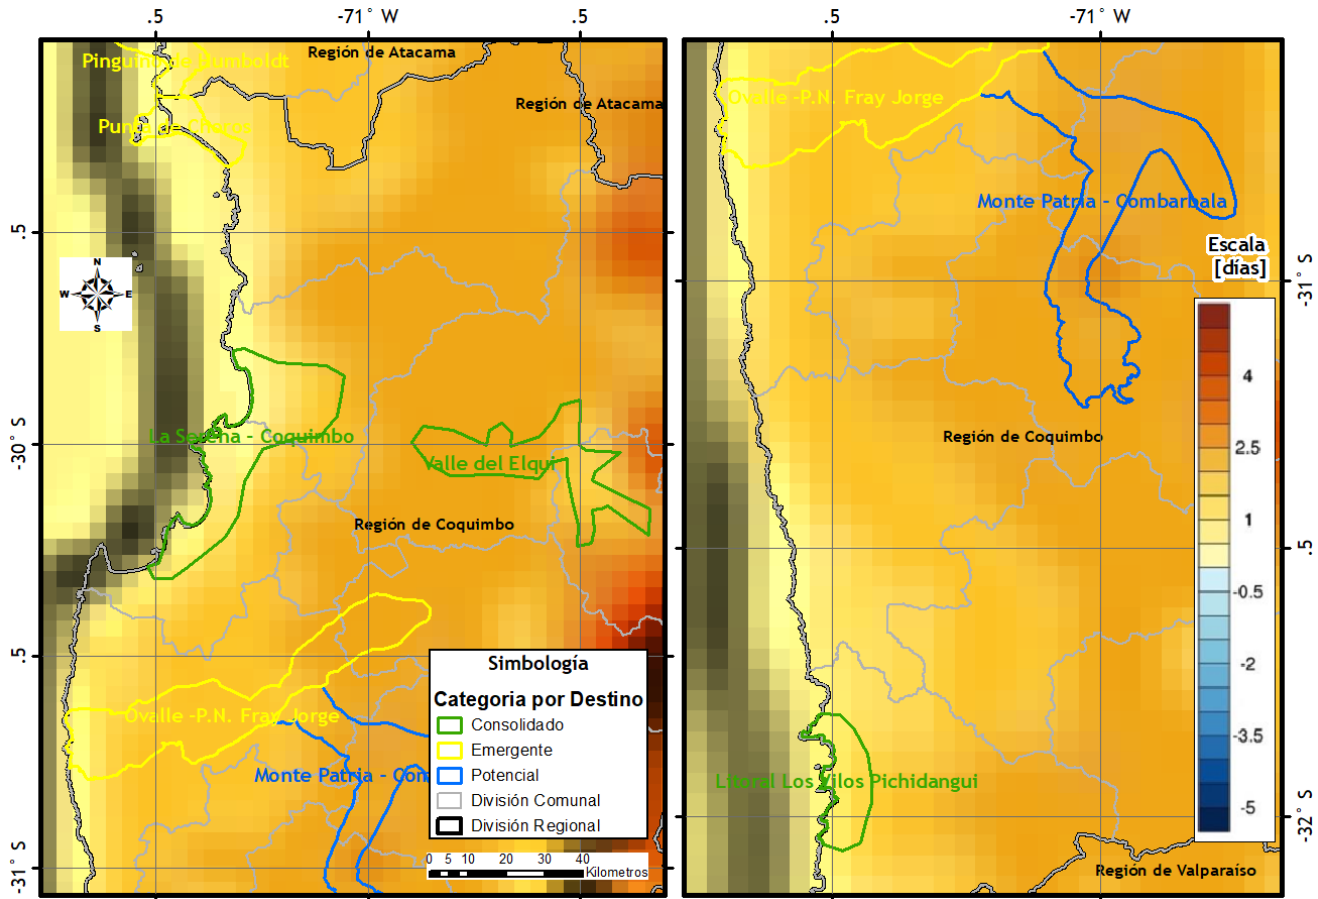 .5
-71° W
.5
.5
-71° W
Pinguino de Humboldt
Región de Atacama
Región de Atacama
Punta de Choros
.5
N
W
E
S
La Serena - Coquimbo
-30° S
Valle del Elqui
Región de Coquimbo
.5
Ovalle -P.N. Fray Jorge
Monte Patria - Com
-31° S
Simbología
Categoria por Destino
Consolidado
Emergente
Potencial
División Comunal
División Regional
0 5 10 20 30 40
Kilometros
Ovalle -P.N. Fray Jorge
Monte Patria - Combarbala
Escala
[días]
-31° S
4
Región de Coquimbo
2.5
1
.5
-0.5
-2
-3.5
Litoral Los Vilos Pichidangui
-5
-32° S
Región de Valparaíso